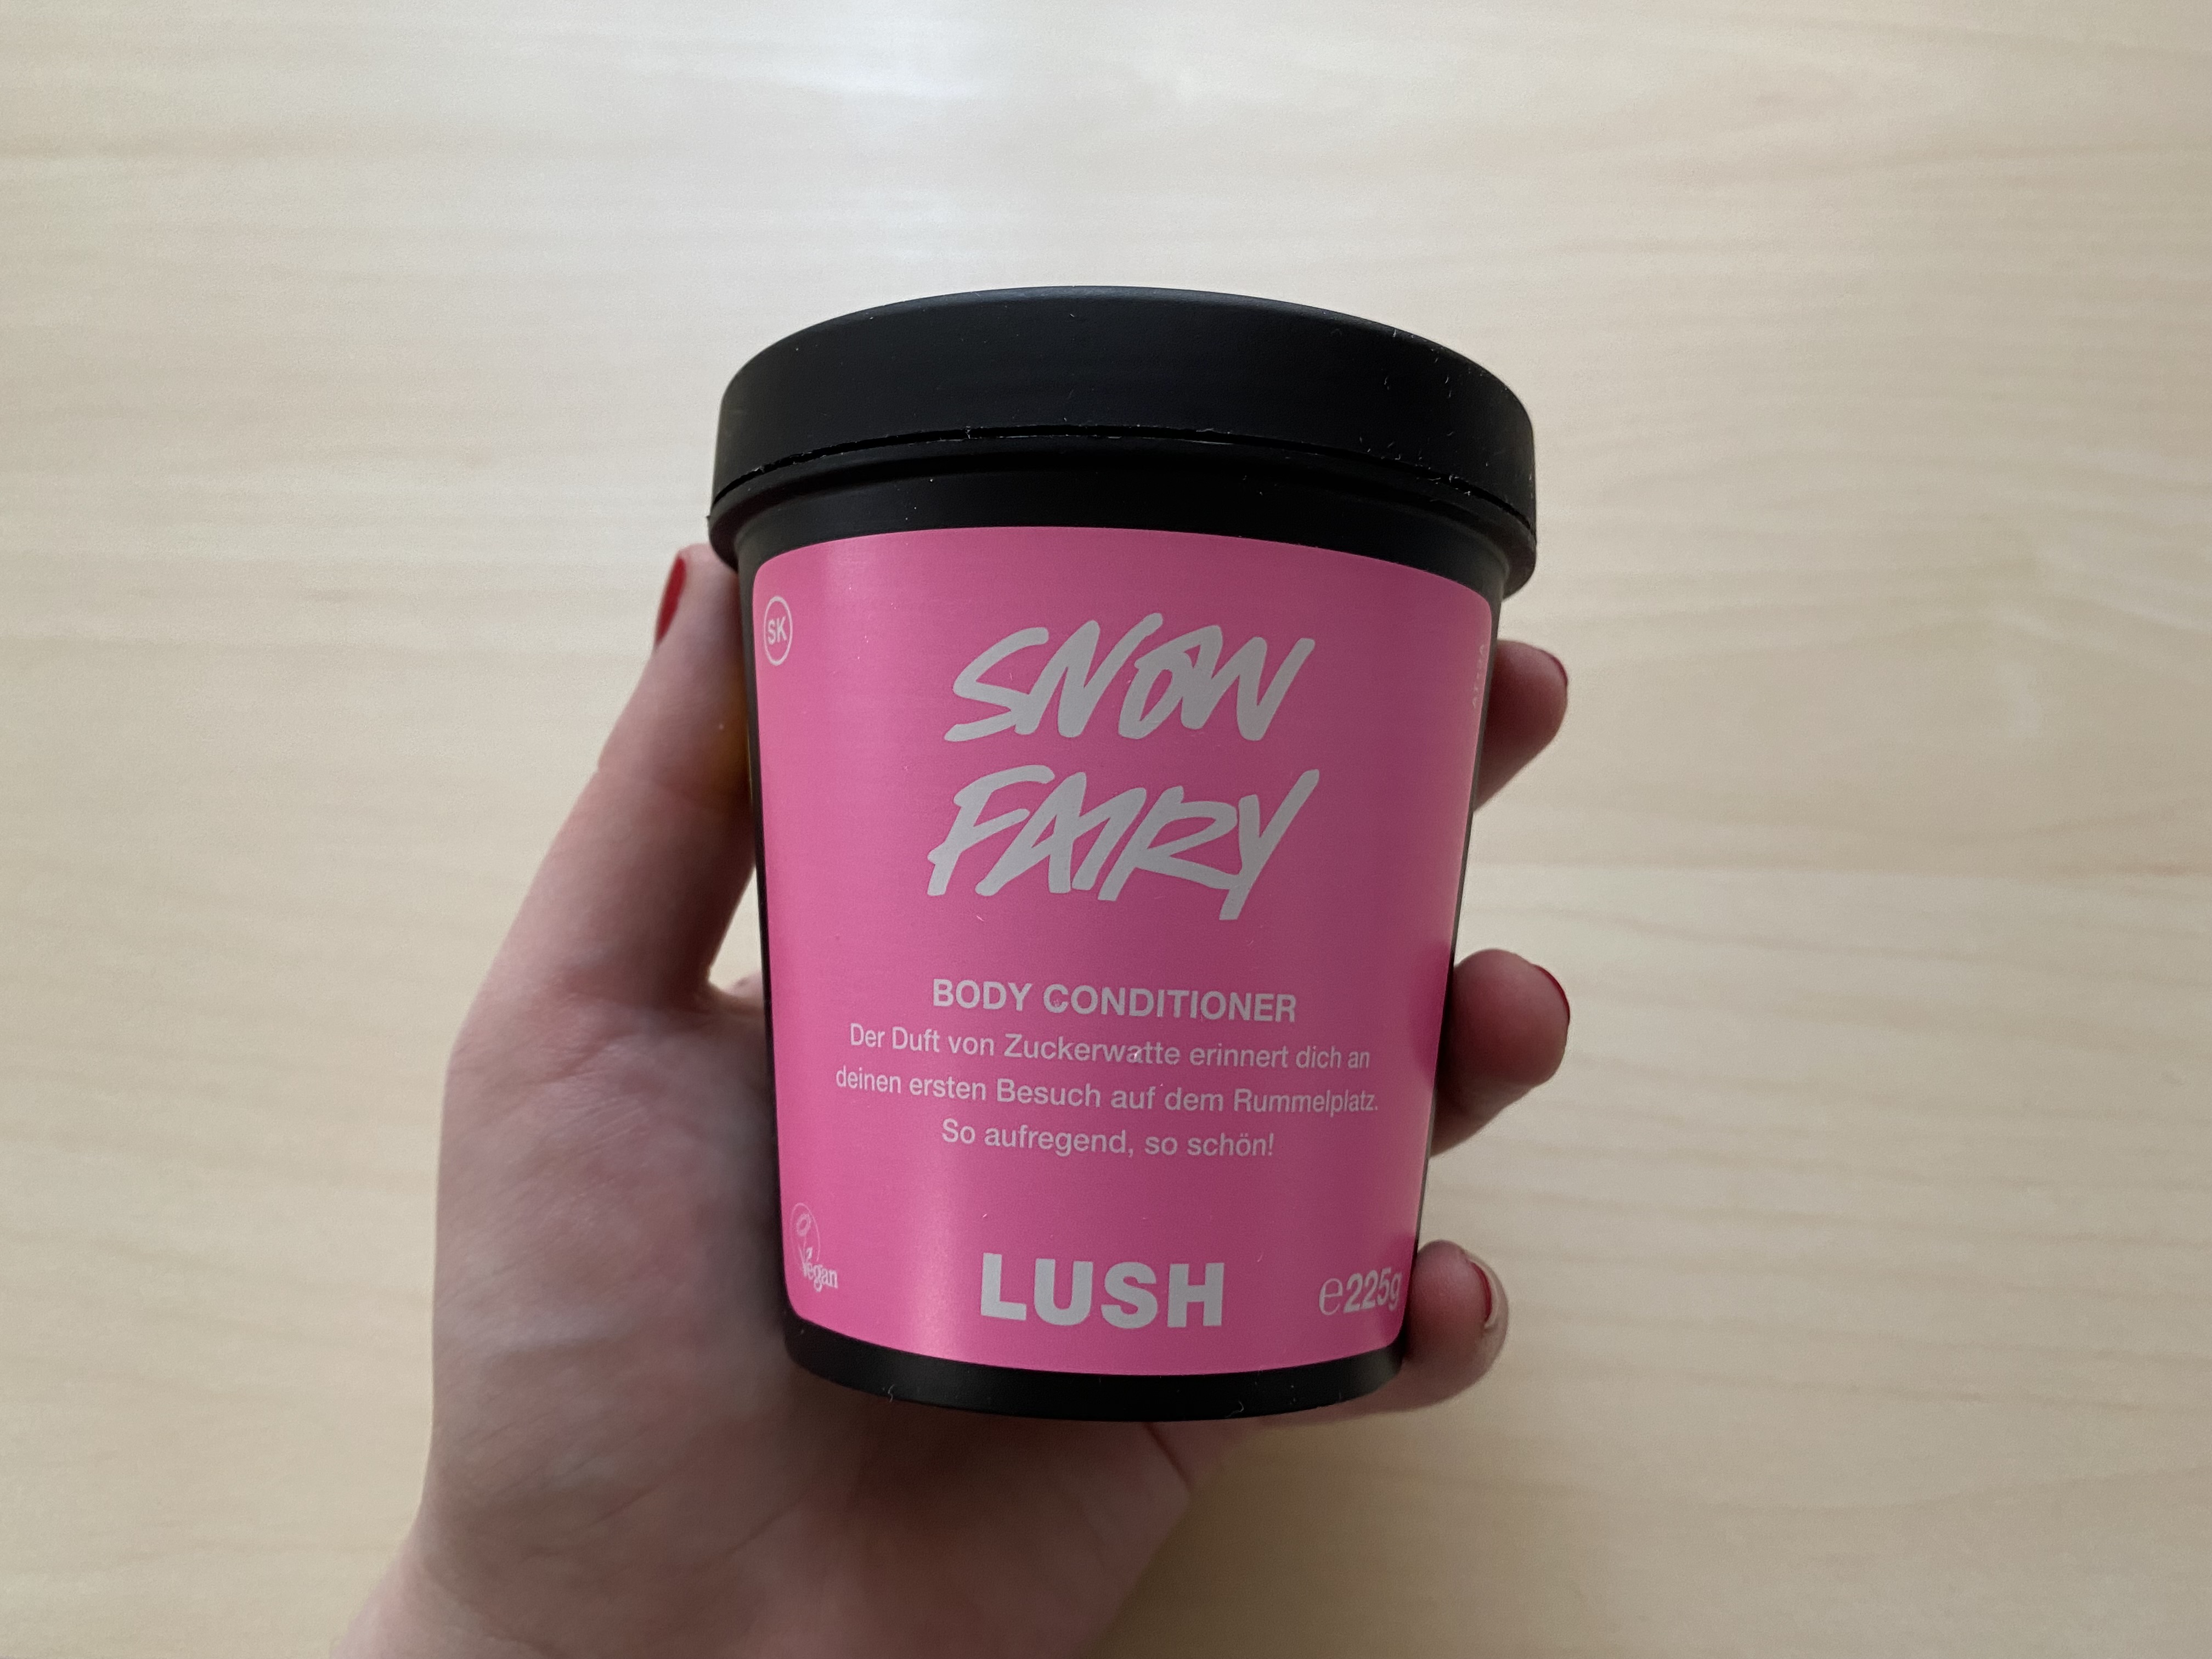 SK
SNOW
FAIRY
BODY CONDITIONER
Der Duft von Zuckerwatte erinnert dich an
deinen ersten Besuch auf dem Rummelplatz.
So aufregend, so schön!
Vegan
LUSH
℮225g